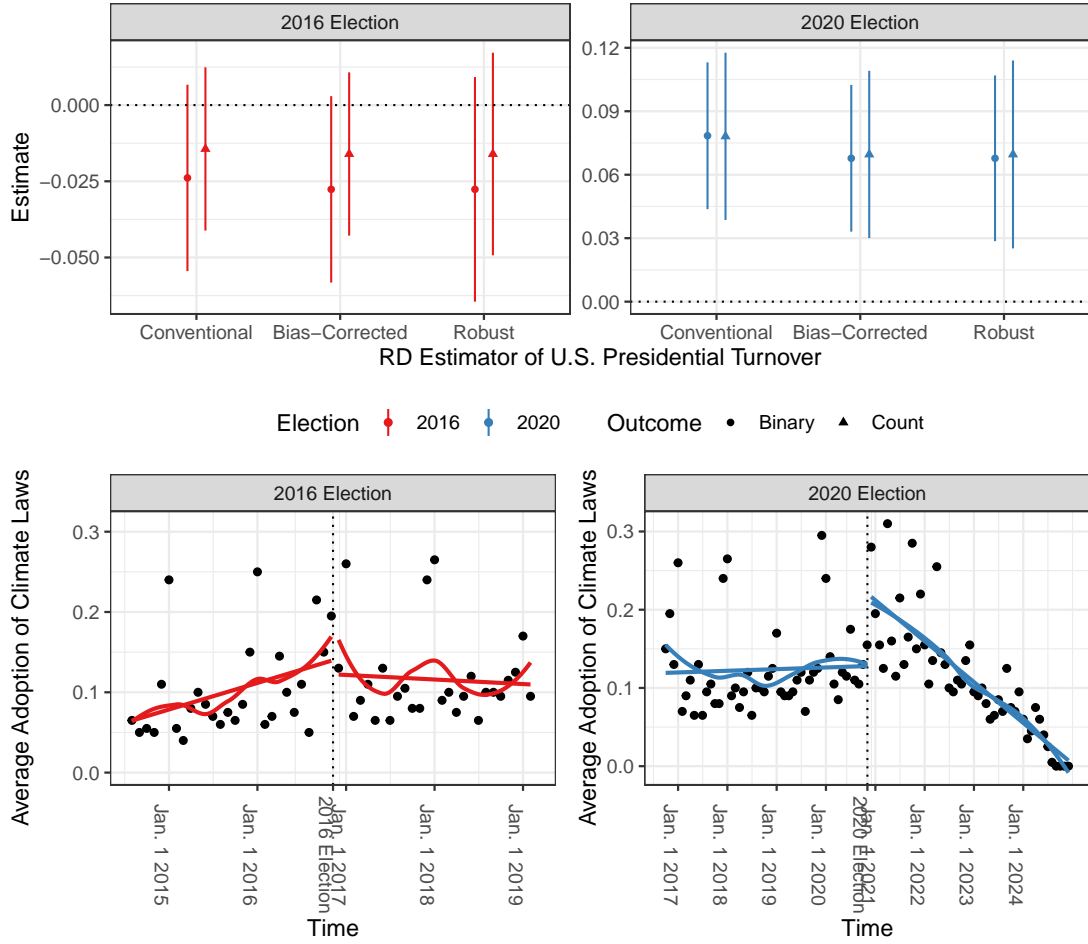 2016 Election
2020 Election
Estimate
0.000
−0.025
−0.050
0.12
0.09
0.06
0.03
0.00
Conventional
Bias−Corrected
Robust
Conventional
Bias−Corrected
Robust
RD Estimator of U.S. Presidential Turnover
Election
2016
2020
Outcome
Binary
Count
2016 Election
Average Adoption of Climate Laws
0.3
0.2
0.1
0.0
Jan. 1 2015
Jan. 1 2016
2016 Election
Jan. 1 2017
Jan. 1 2018
Jan. 1 2019
Time
2020 Election
Average Adoption of Climate Laws
0.3
0.2
0.1
0.0
Jan. 1 2017
Jan. 1 2018
Jan. 1 2019
Jan. 1 2020
2020 Election
Jan. 1 2021
Jan. 1 2022
Jan. 1 2023
Jan. 1 2024
Time